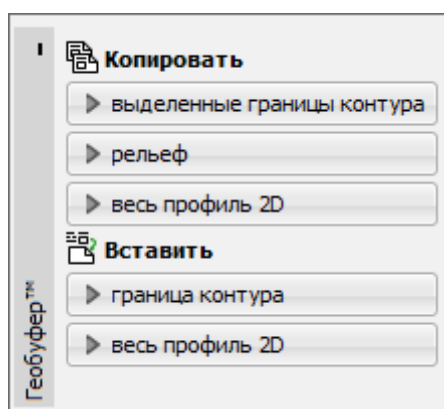 Копировать
выделенные границы контура
рельеф
весь профиль 2D
Вставить
граница контура
весь профиль 2D
Геобуфер™